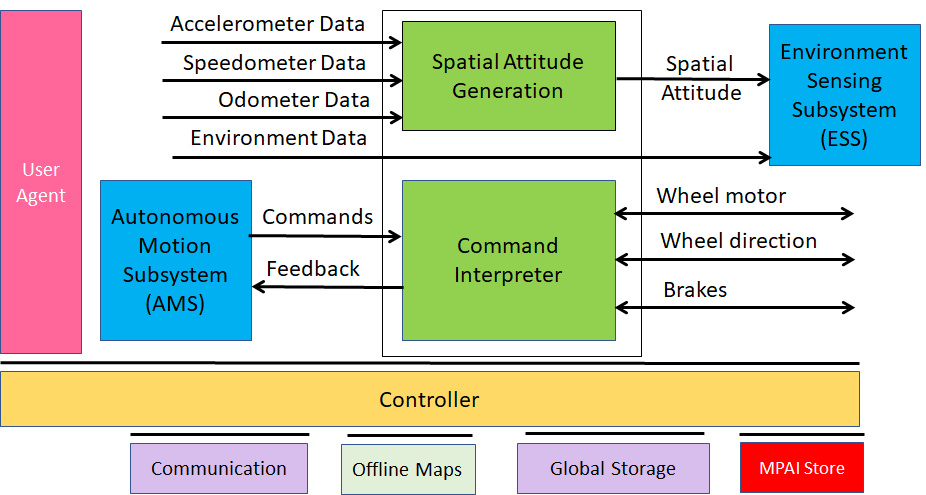 Accelerometer Data
Speedometer Data
Odometer Data
Environment Data
Spatial Attitude
Generation
Spatial
Attitude
Environment
Sensing
Subsystem
(ESS)
User
Agent
Autonomous
Motion
Subsystem
(AMS)
Commands
Feedback
Command
Interpreter
Wheel motor
Wheel direction
Brakes
Controller
Communication
Offline Maps
Global Storage
MPAI Store